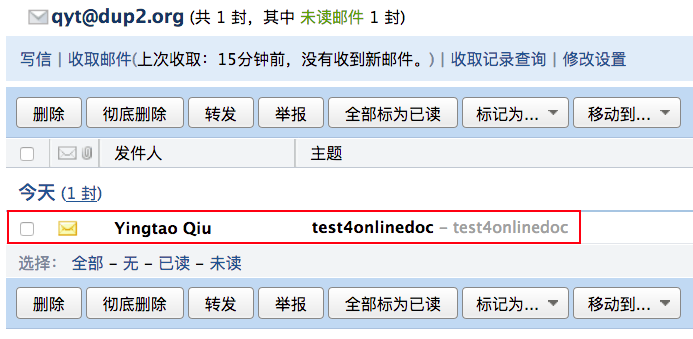 qyt@dup2.org (共 1 封，其中 未读邮件 1 封)
写信 | 收取邮件(上次收取：15分钟前，没有收到新邮件。) | 收取记录查询 | 修改设置
删除 彻底删除 转发 举报 全部标为已读 标记为... 移动到...
发件人 主题
今天 (1 封)
Yingtao Qiu test4onlinedoc – test4onlinedoc
选择： 全部 – 无 – 已读 – 未读
删除 彻底删除 转发 举报 全部标为已读 标记为... 移动到...